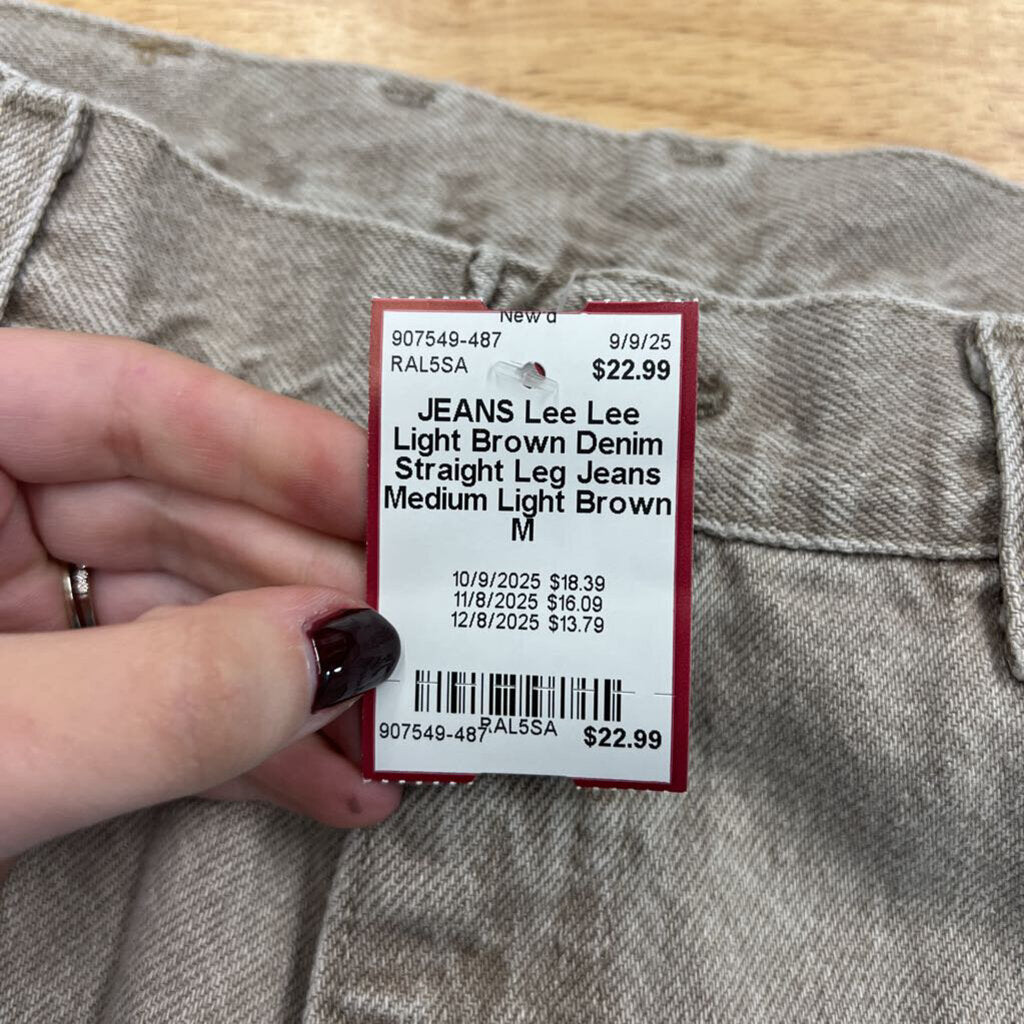 New d
907549-487 9/9/25
RAL5SA $22.99
JEANS Lee Lee
Light Brown Denim
Straight Leg Jeans
Medium Light Brown
M
10/9/2025 $18.39
11/8/2025 $16.09
12/8/2025 $13.79
907549-487 RAL5SA $22.99